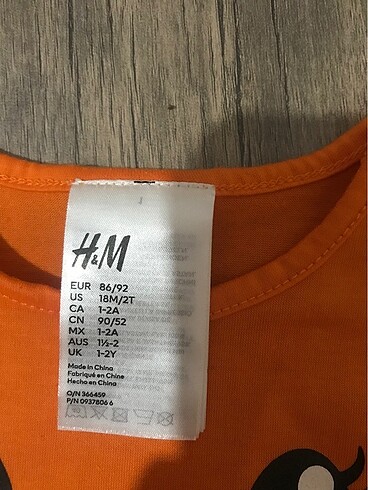 H&M
EUR 86/92
US 18M/2T
CA 1-2A
CN 90/52
MX 1-2A
AUS 1½-2
UK 1-2Y
Made in China
Fabriqué en Chine
Hecho en China
O/N 366459
P/N 0937806 6